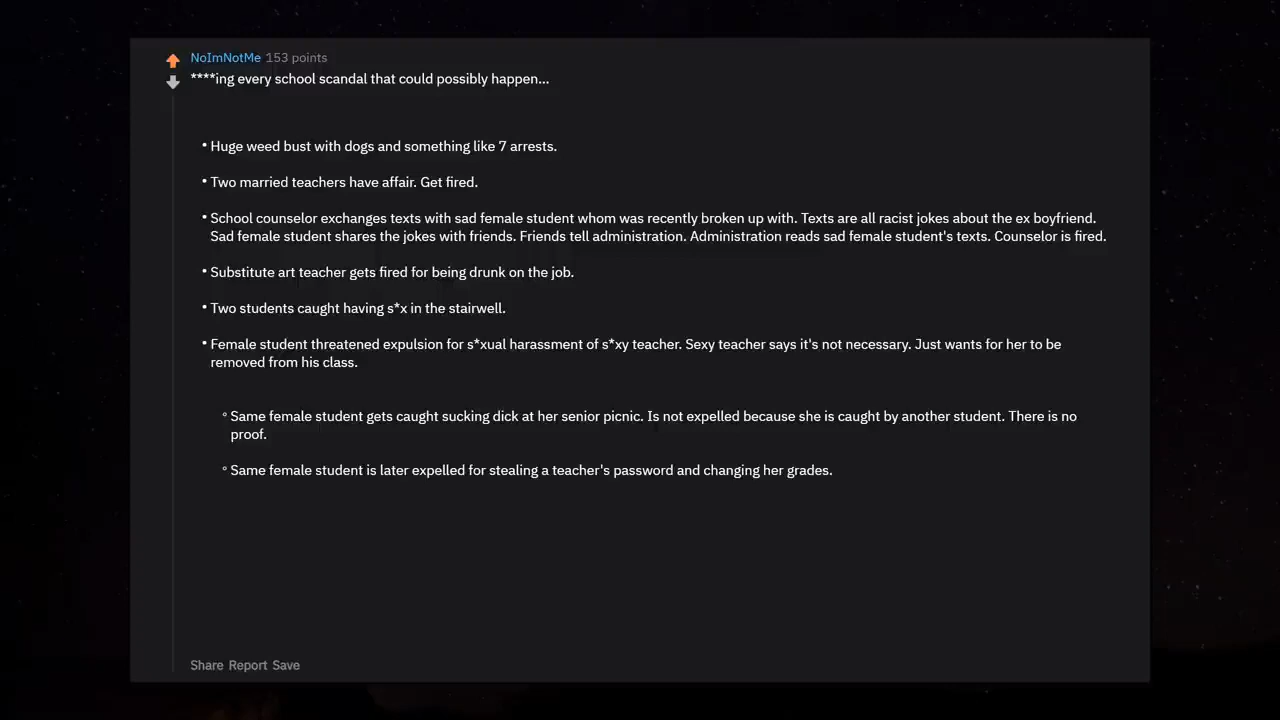 NoImNotMe 153 points
****ing every school scandal that could possibly happen...
• Huge weed bust with dogs and something like 7 arrests.
• Two married teachers have affair. Get fired.
• School counselor exchanges texts with sad female student whom was recently broken up with. Texts are all racist jokes about the ex boyfriend.
Sad female student shares the jokes with friends. Friends tell administration. Administration reads sad female student's texts. Counselor is fired.
• Substitute art teacher gets fired for being drunk on the job.
• Two students caught having s*x in the stairwell.
• Female student threatened expulsion for s*xual harassment of s*xy teacher. Sexy teacher says it's not necessary. Just wants for her to be
removed from his class.
◦ Same female student gets caught sucking dick at her senior picnic. Is not expelled because she is caught by another student. There is no
proof.
◦ Same female student is later expelled for stealing a teacher's password and changing her grades.
Share Report Save